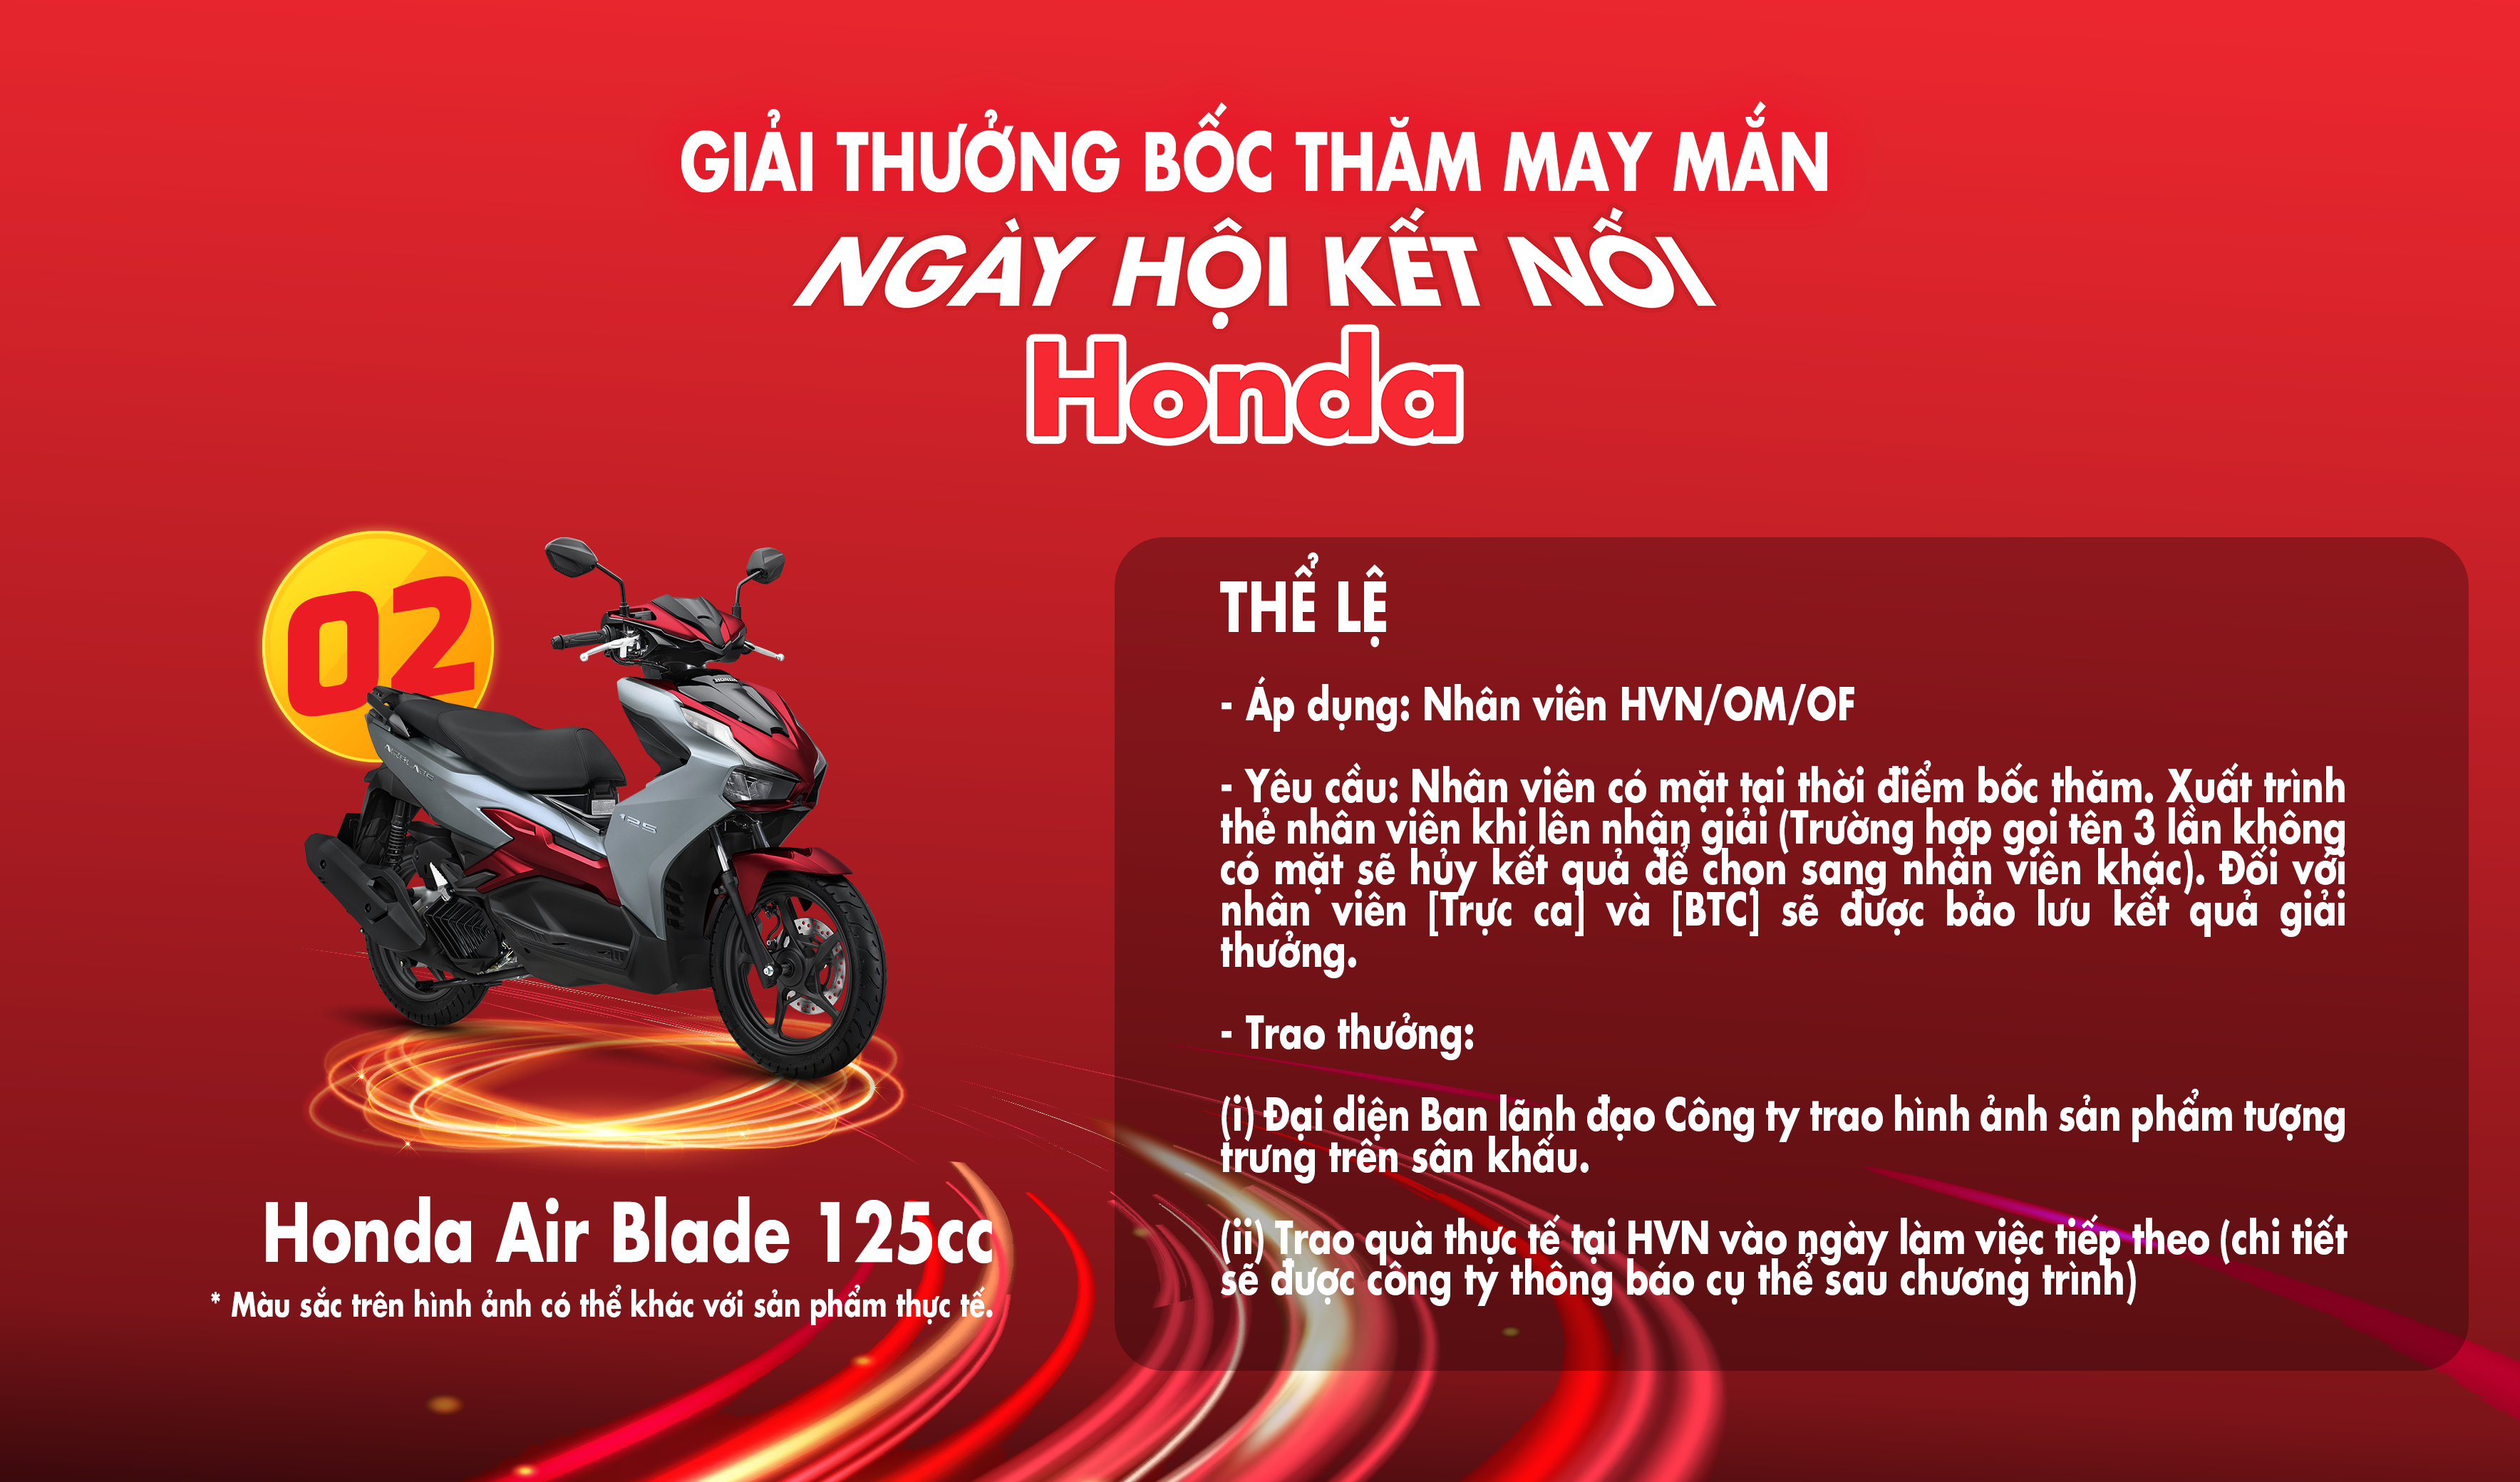 GIẢI THƯỞNG BỐC THĂM MAY MẮN
NGÀY HỘI KẾT NỐI
Honda
02
HONDA
125
THỂ LỆ
- Áp dụng: Nhân viên HVN/OM/OF
- Yêu cầu: Nhân viên có mặt tại thời điểm bốc thăm. Xuất trình
thẻ nhân viên khi lên nhận giải (Trường hợp gọi tên 3 lần không
có mặt sẽ hủy kết quả để chọn sang nhân viên khác). Đối với
nhân viên [Trực ca] và [BTC] sẽ được bảo lưu kết quả giải
thưởng.
- Trao thưởng:
(i) Đại diện Ban lãnh đạo Công ty trao hình ảnh sản phẩm tượng
trưng trên sân khấu.
(ii) Trao quà thực tế tại HVN vào ngày làm việc tiếp theo (chi tiết
sẽ được công ty thông báo cụ thể sau chương trình)
Honda Air Blade 125cc
* Màu sắc trên hình ảnh có thể khác với sản phẩm thực tế.